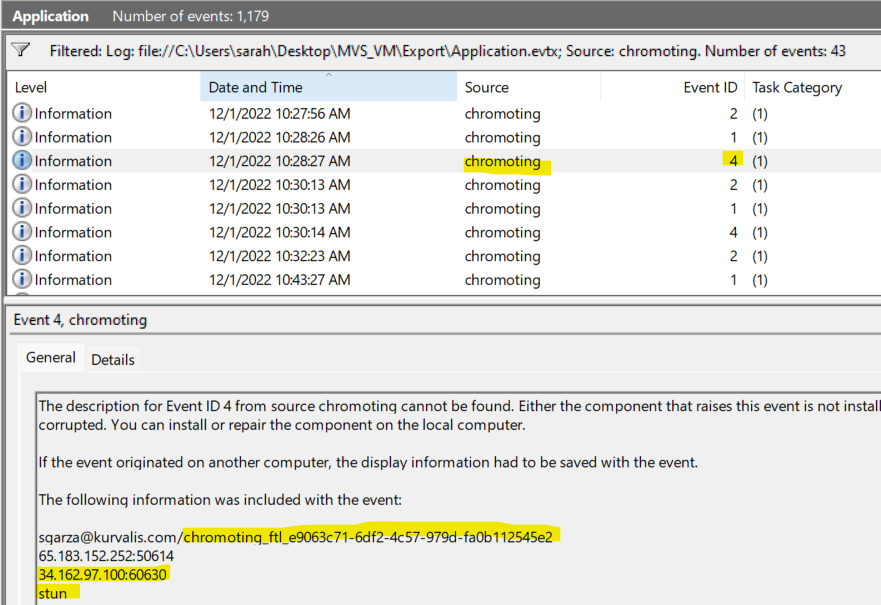 Application Number of events: 1,179
Filtered: Log: file://C:\Users\sarah\Desktop\MVS_VM\Export\Application.evtx; Source: chromoting. Number of events: 43
Level Date and Time Source Event ID Task Category
Information 12/1/2022 10:27:56 AM chromoting 2 (1)
Information 12/1/2022 10:28:26 AM chromoting 1 (1)
Information 12/1/2022 10:28:27 AM chromoting 4 (1)
Information 12/1/2022 10:30:13 AM chromoting 2 (1)
Information 12/1/2022 10:30:13 AM chromoting 1 (1)
Information 12/1/2022 10:30:14 AM chromoting 4 (1)
Information 12/1/2022 10:32:23 AM chromoting 2 (1)
Information 12/1/2022 10:43:27 AM chromoting 1 (1)
Event 4, chromoting
General Details
The description for Event ID 4 from source chromoting cannot be found. Either the component that raises this event is not install
corrupted. You can install or repair the component on the local computer.
If the event originated on another computer, the display information had to be saved with the event.
The following information was included with the event:
sgarza@kurvalis.com/chromoting_ftl_e9063c71-6df2-4c57-979d-fa0b112545e2
65.183.152.252:50614
34.162.97.100:60630
stun